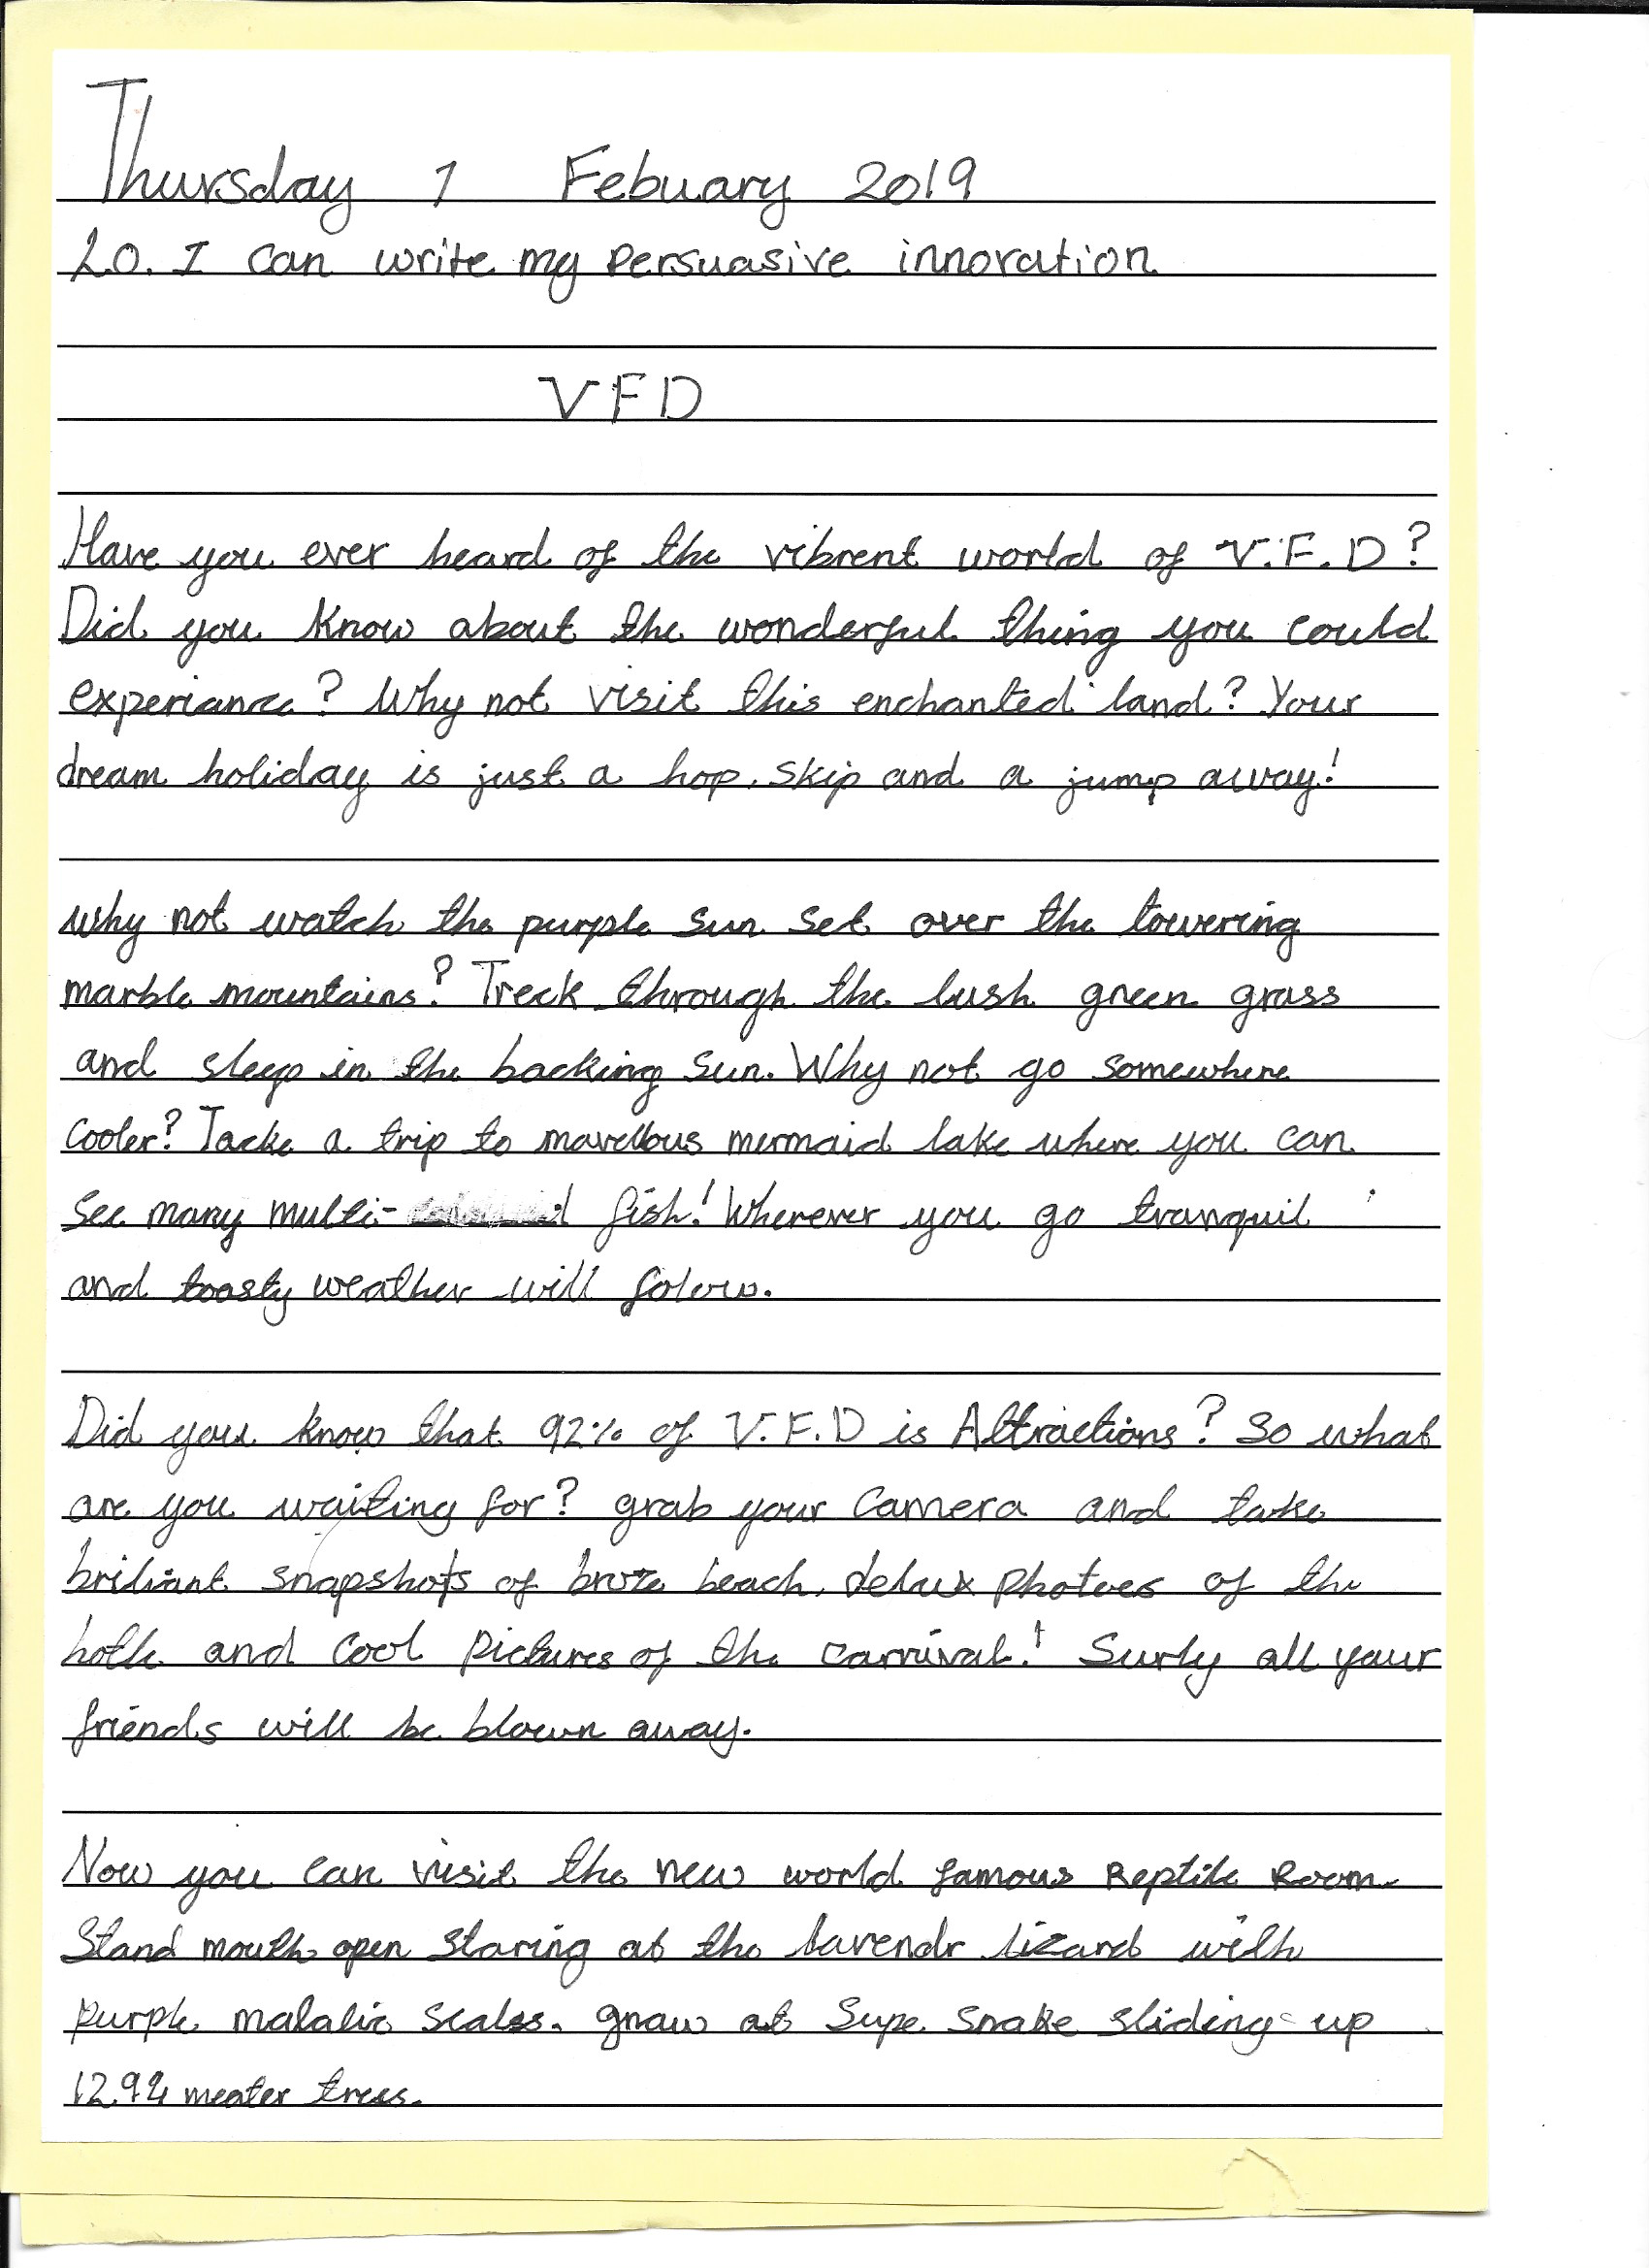 Thursday 1 Febuary 2019
L.O. I can write my persuasive innovation
VFD
Have you ever heard of the vibrent world of V.F.D?
Did you know about the wonderful thing you could
experiance? Why not visit this enchanted land? Your
dream holiday is just a hop, skip and a jump away!
Why not watch the purple sun set over the towering
marble mountains? Treck through the lush green grass
and sleep in the backing sun. Why not go somewhere
cooler? Tacke a trip to mavellous mermaid lake where you can
see many multi- fish! Wherever you go tranquil
and toasty weather will folow.
Did you know that 92% of V.F.D is Attractions? So what
are you waiting for? grab your camera and take
briliant snapshots of beach, delux photoes of the
and cool pictures of the carnival! Surly all your
friends will be blown away.
Now you can visit the new world famous Reptile Room.
Stand mouth open staring at the lavendr lizard with
purple malalic scales. gnaw at Supe snake sliding up
12.94 meater trees.